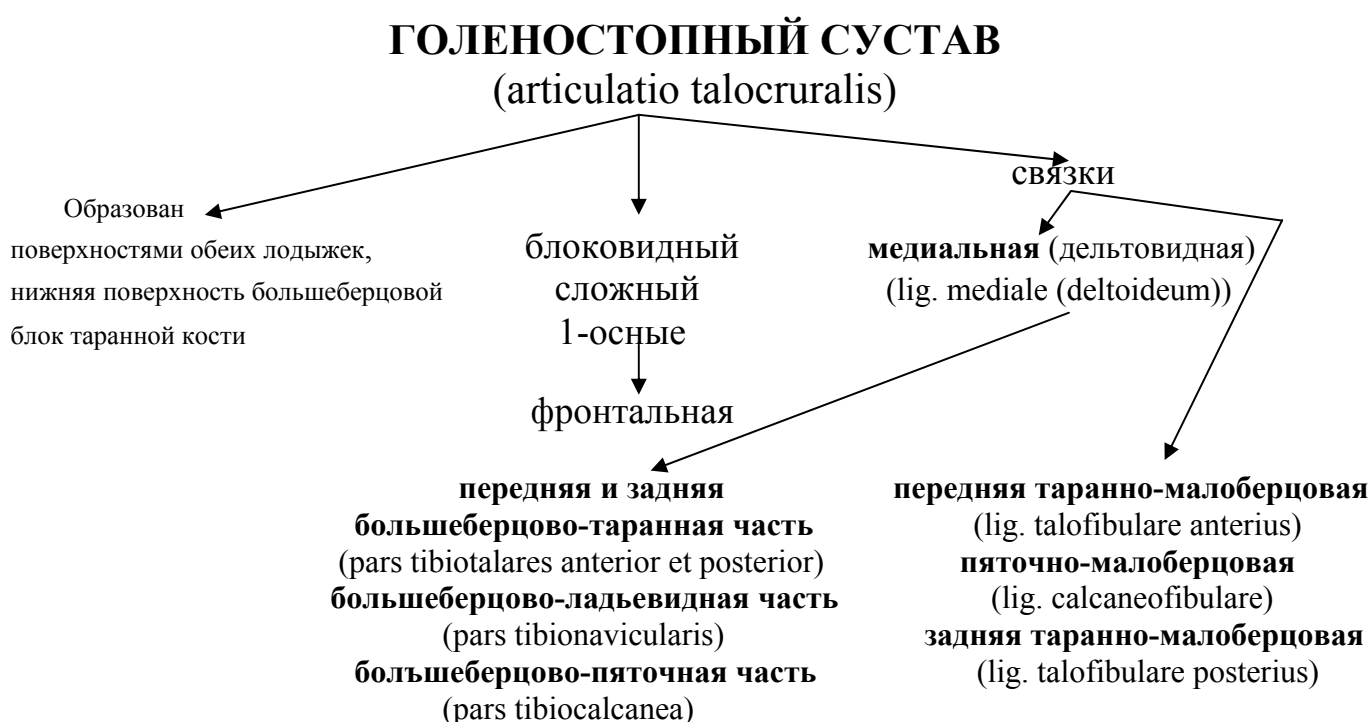 ГОЛЕНОСТОПНЫЙ СУСТАВ
(articulatio talocruralis)
Образован
поверхностями обеих лодыжек,
нижняя поверхность большеберцовой
блок таранной кости
блоковидный
сложный
1-осные
фронтальная
связки
медиальная (дельтовидная)
(lig. mediale (deltoideum))
передняя и задняя
большеберцово-таранная часть
(pars tibiotalares anterior et posterior)
большеберцово-ладьевидная часть
(pars tibionavicularis)
болъшеберцово-пяточная часть
(pars tibiocalcanea)
передняя таранно-малоберцовая
(lig. talofibulare anterius)
пяточно-малоберцовая
(lig. calcaneofibulare)
задняя таранно-малоберцовая
(lig. talofibulare posterius)